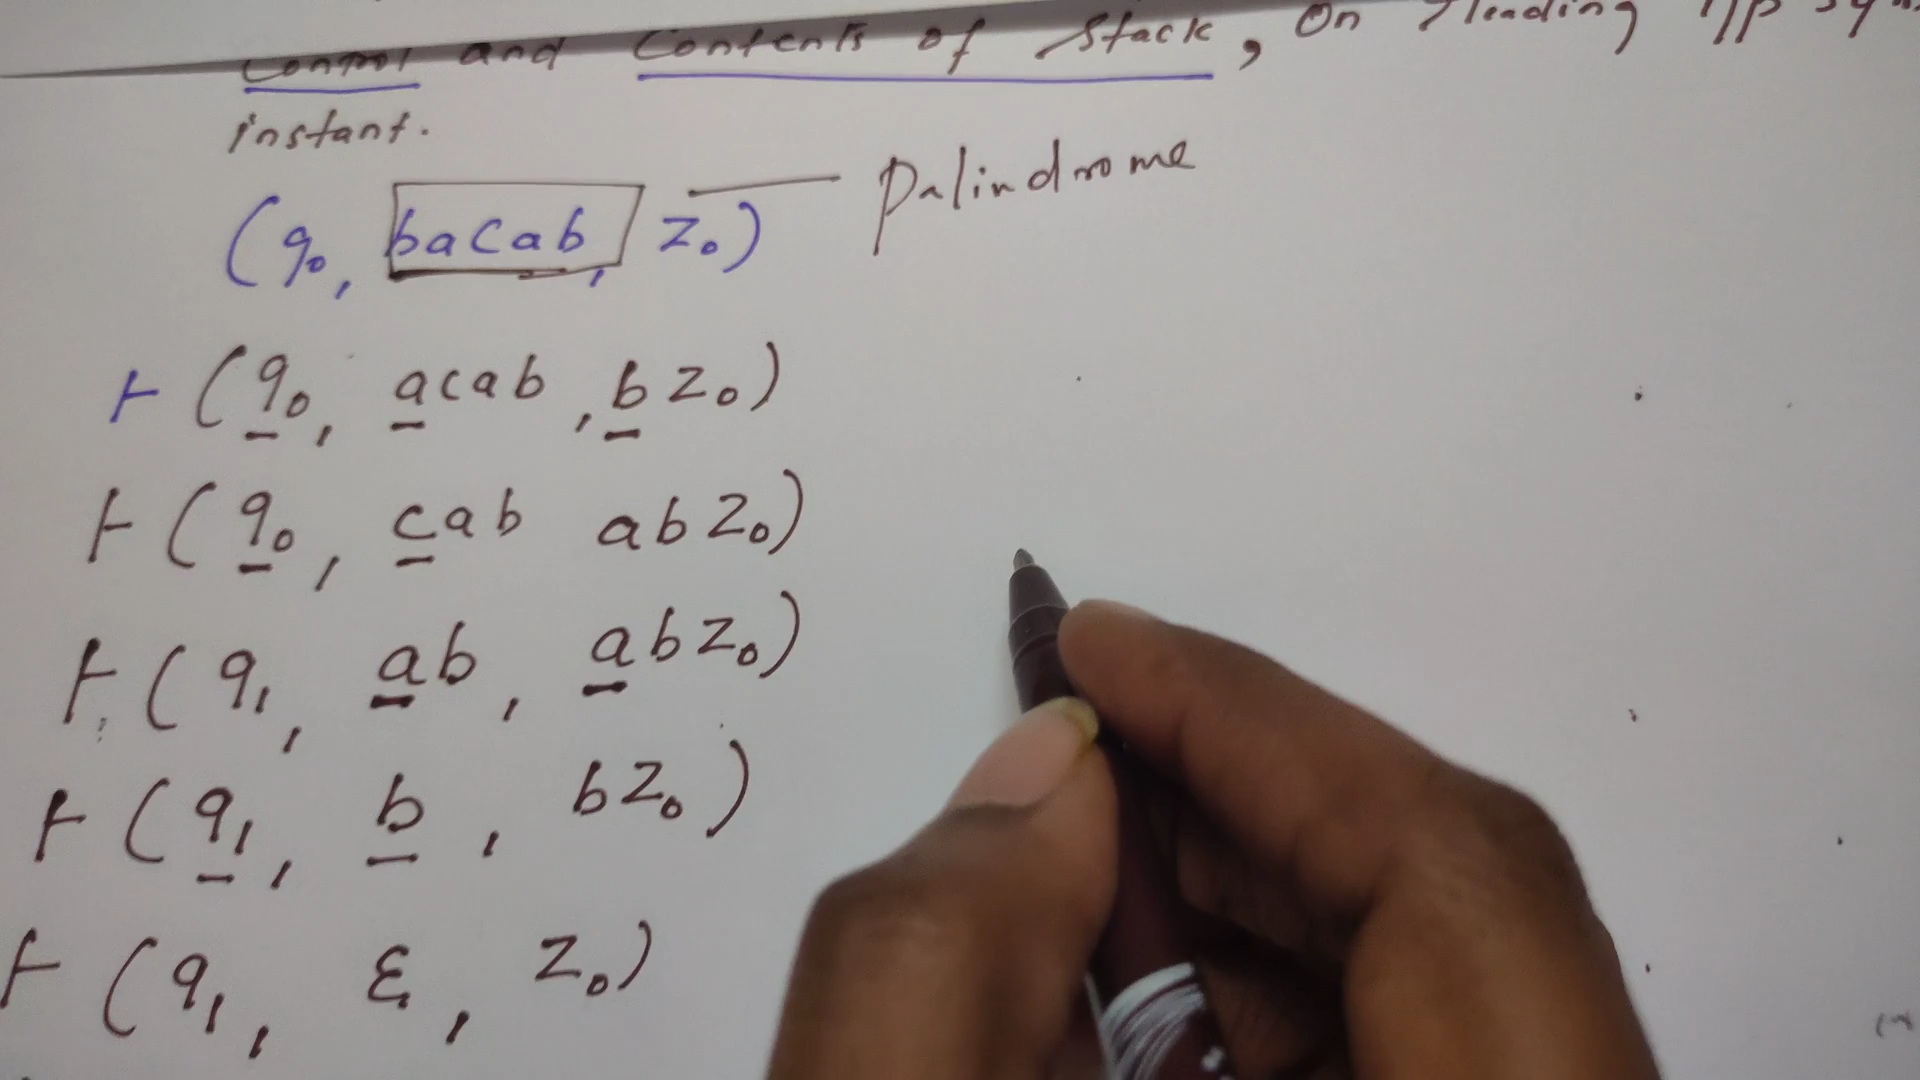 control and Contents of Stack, On reading i/p
instant.
(q₀, bacab, z₀) — Palindrome
⊢ (q₀, acab, bz₀)
⊢ (q₀, cab abz₀)
⊢ (q₁, ab, abz₀)
⊢ (q₁, b, bz₀)
⊢ (q₁, ε, z₀)